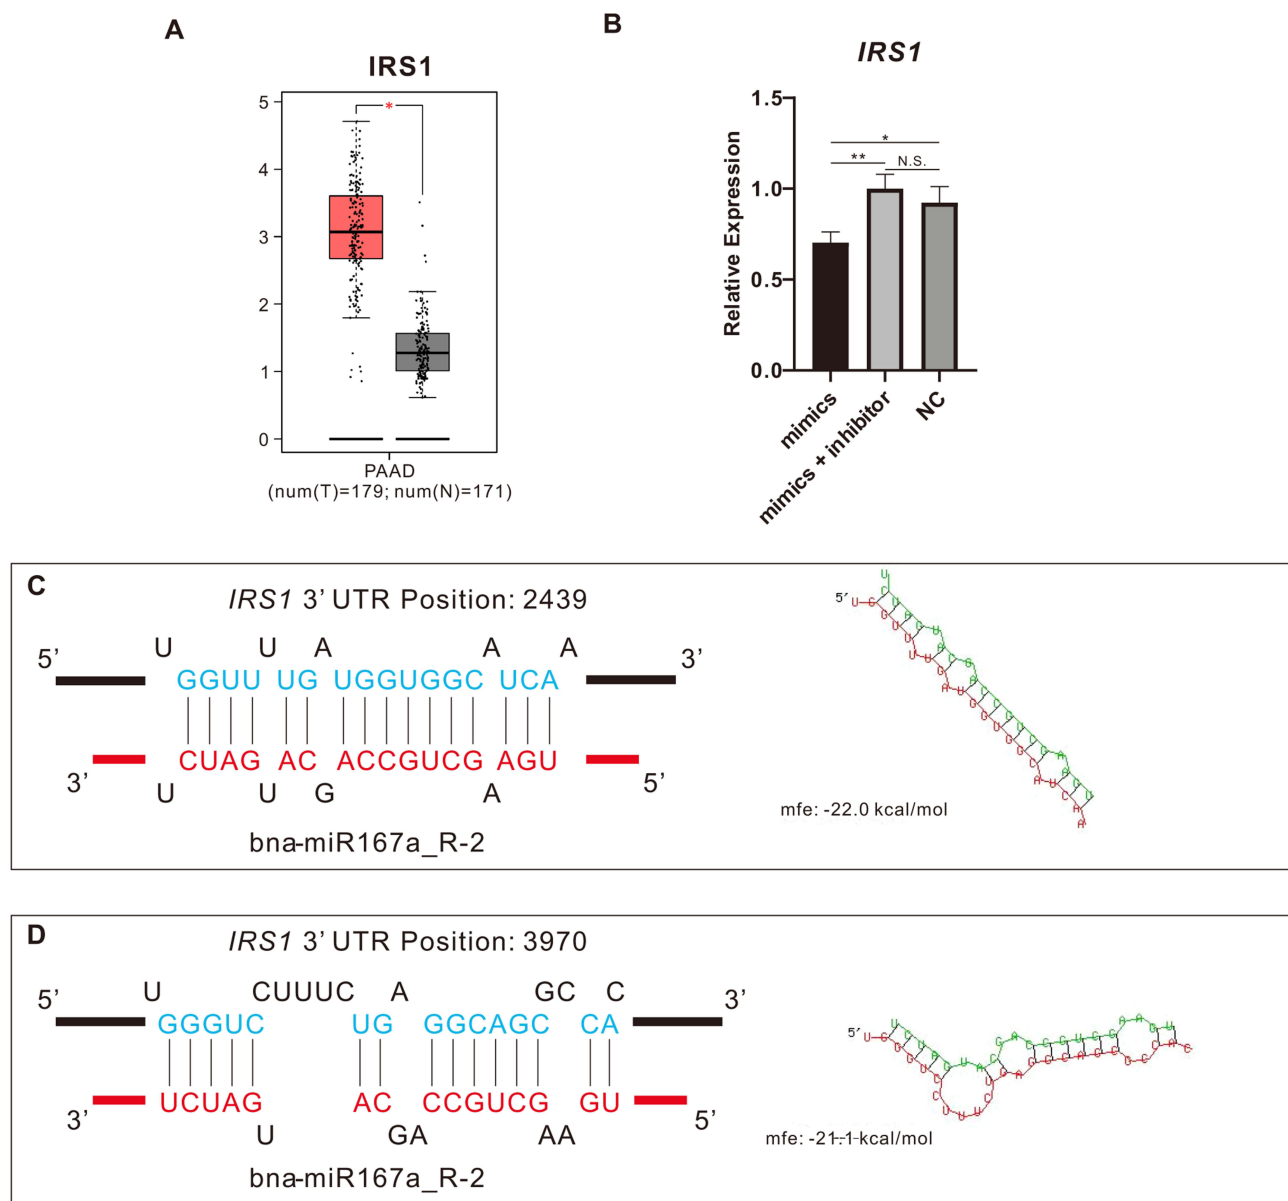 A
IRS1
*
5
4
3
2
1
0
PAAD
(num(T)=179; num(N)=171)
B
IRS1
Relative Expression
1.5
1.0
0.5
0.0
*
**
N.S.
mimics
mimics + inhibitor
NC
C
IRS1 3’ UTR Position: 2439
U U A A A
5’ GGUU UG UGGUGGC UCA 3’
3’ CUAG AC ACCGUCG AGU 5’
U U G A
bna-miR167a_R-2
5'
mfe: -22.0 kcal/mol
D
IRS1 3’ UTR Position: 3970
U CUUUC A GC C
5’ GGGUC UG GGCAGC CA 3’
3’ UCUAG AC CCGUCG GU 5’
U GA AA
bna-miR167a_R-2
5'
mfe: -21.1 kcal/mol